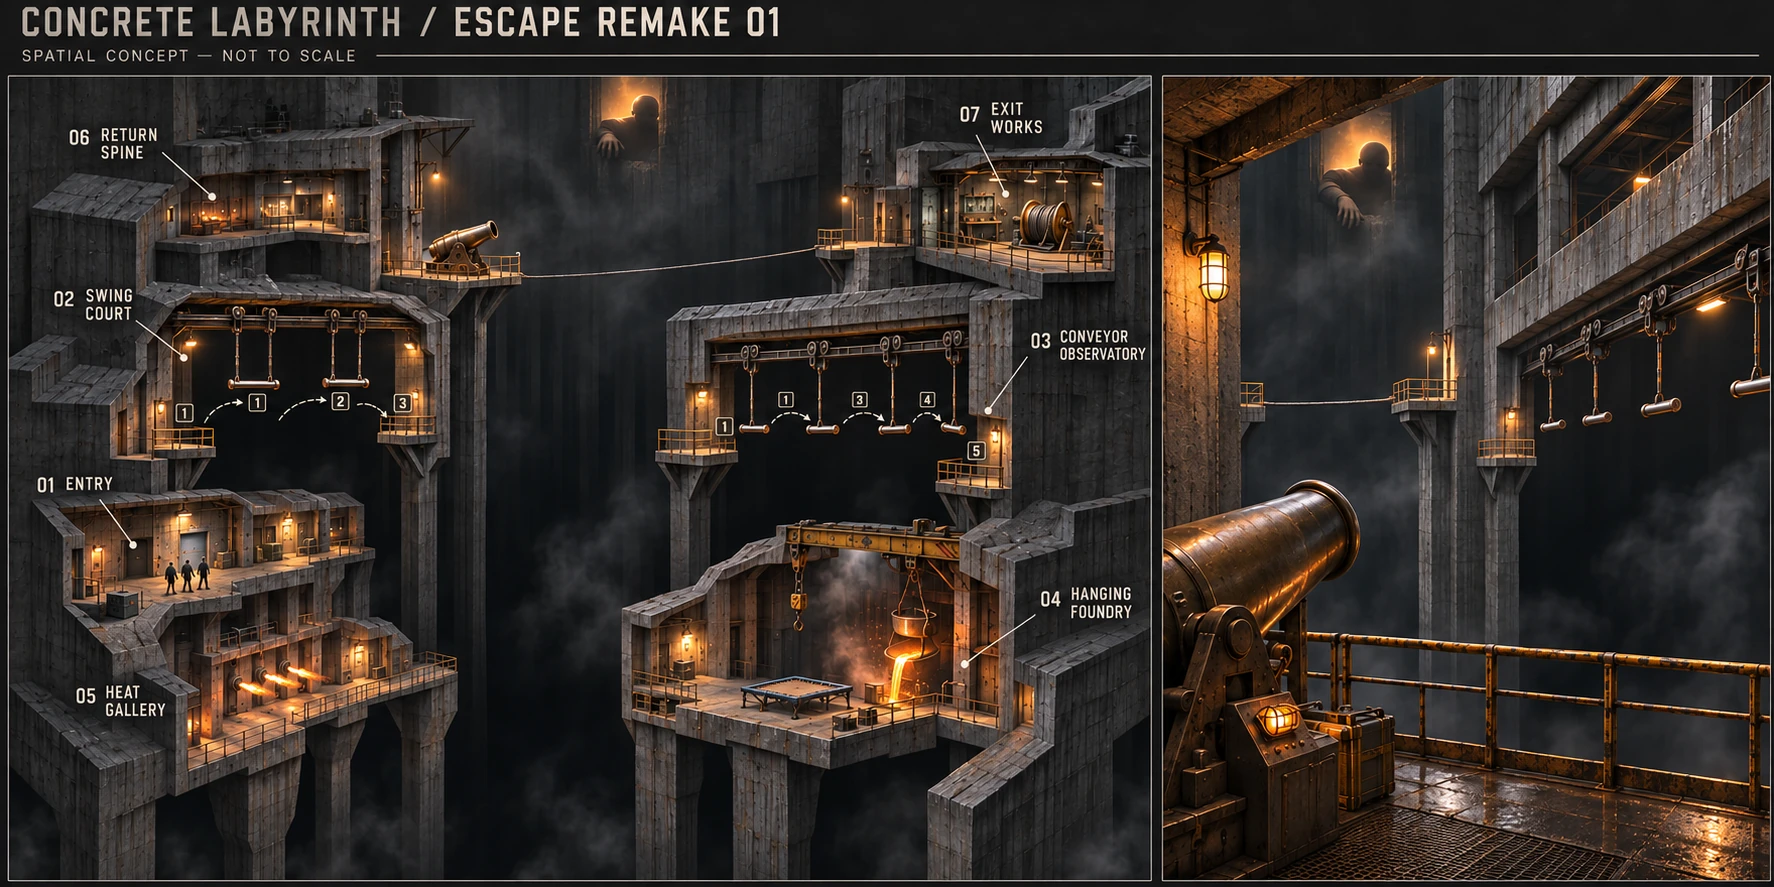 CONCRETE LABYRINTH / ESCAPE REMAKE 01
SPATIAL CONCEPT — NOT TO SCALE
06 RETURN
SPINE
07 EXIT
WORKS
02 SWING
COURT
1 1 2 3
03 CONVEYOR
OBSERVATORY
1 1 3 4
5
01 ENTRY
04 HANGING
FOUNDRY
05 HEAT
GALLERY